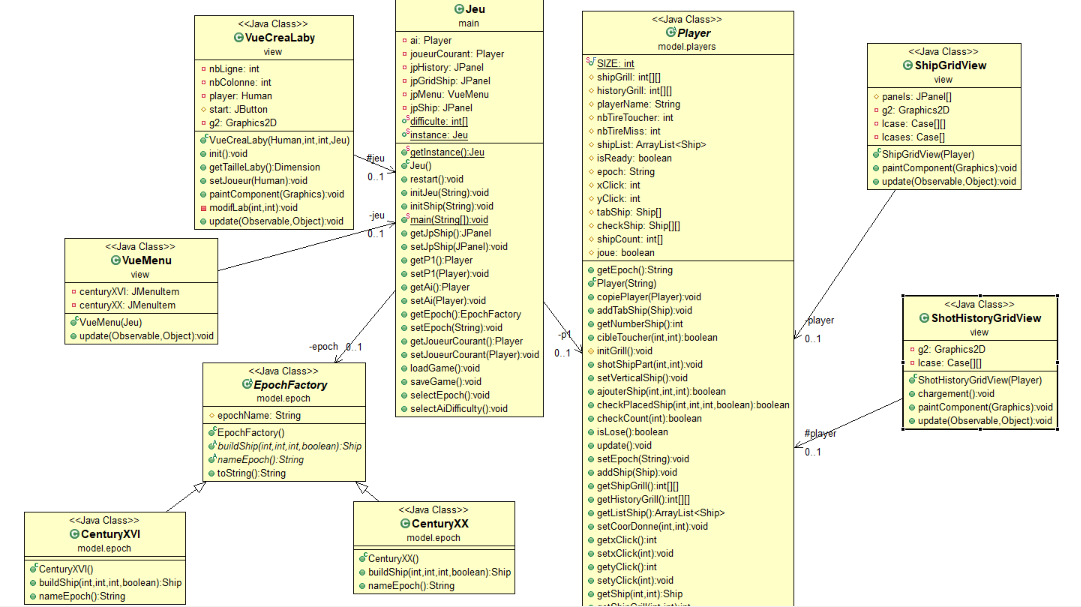 <<Java Class>>
VueCreaLaby
view
nbLigne: int
nbColonne: int
player: Human
start: JButton
g2: Graphics2D
VueCreaLaby(Human,int,int,Jeu)
init():void
getTailleLaby():Dimension
setJoueur(Human):void
paintComponent(Graphics):void
modifLab(int,int):void
update(Observable,Object):void
#jeu
0..1
<<Java Class>>
VueMenu
view
centuryXVI: JMenuItem
centuryXX: JMenuItem
VueMenu(Jeu)
update(Observable,Object):void
-jeu
0..1
Jeu
main
ai: Player
joueurCourant: Player
jpHistory: JPanel
jpGridShip: JPanel
jpMenu: VueMenu
jpShip: JPanel
difficulte: int[]
instance: Jeu
getInstance():Jeu
Jeu()
restart():void
initJeu(String):void
initShip(String):void
main(String[]):void
getJpShip():JPanel
setJpShip(JPanel):void
getP1():Player
setP1(Player):void
getAi():Player
setAi(Player):void
getEpoch():EpochFactory
setEpoch(String):void
getJoueurCourant():Player
setJoueurCourant(Player):void
loadGame():void
saveGame():void
selectEpoch():void
selectAiDifficulty():void
-epoch
0..1
<<Java Class>>
EpochFactory
model.epoch
epochName: String
EpochFactory()
buildShip(int,int,int,boolean):Ship
nameEpoch():String
toString():String
<<Java Class>>
CenturyXVI
model.epoch
CenturyXVI()
buildShip(int,int,int,boolean):Ship
nameEpoch():String
<<Java Class>>
CenturyXX
model.epoch
CenturyXX()
buildShip(int,int,int,boolean):Ship
nameEpoch():String
-p1
0..1
<<Java Class>>
Player
model.players
SIZE: int
shipGrill: int[][]
historyGrill: int[][]
playerName: String
nbTireToucher: int
nbTireMiss: int
shipList: ArrayList<Ship>
isReady: boolean
epoch: String
xClick: int
yClick: int
tabShip: Ship[]
checkShip: Ship[][]
shipCount: int[]
joue: boolean
getEpoch():String
Player(String)
copiePlayer(Player):void
addTabShip(Ship):void
getNumberShip():int
cibleToucher(int,int):boolean
initGrill():void
shotShipPart(int,int):void
setVerticalShip():void
ajouterShip(int,int,int):boolean
checkPlacedShip(int,int,int,boolean):boolean
checkCount(int):boolean
isLose():boolean
update():void
setEpoch(String):void
addShip(Ship):void
getShipGrill():int[][]
getHistoryGrill():int[][]
getListShip():ArrayList<Ship>
setCoorDonne(int,int):void
getxClick():int
setxClick(int):void
getyClick():int
setyClick(int):void
getShip(int,int):Ship
getShipGrill(int,int):int
<<Java Class>>
ShipGridView
view
panels: JPanel[]
g2: Graphics2D
lcase: Case[][]
lcases: Case[]
ShipGridView(Player)
paintComponent(Graphics):void
update(Observable,Object):void
-player
0..1
<<Java Class>>
ShotHistoryGridView
view
g2: Graphics2D
lcase: Case[][]
ShotHistoryGridView(Player)
chargement():void
paintComponent(Graphics):void
update(Observable,Object):void
#player
0..1